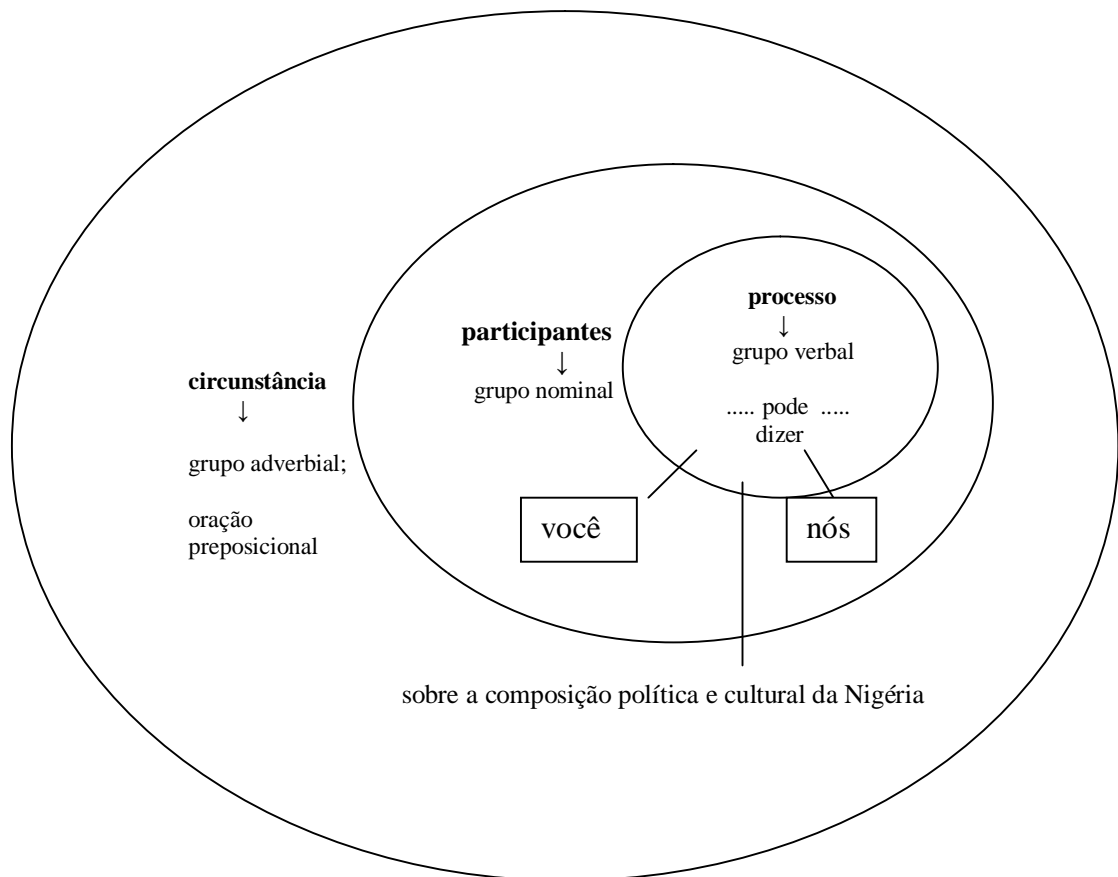 processo
↓
grupo verbal
..... pode .....
dizer
participantes
↓
grupo nominal
circunstância
↓
grupo adverbial;
oração
preposicional
você
nós
sobre a composição política e cultural da Nigéria